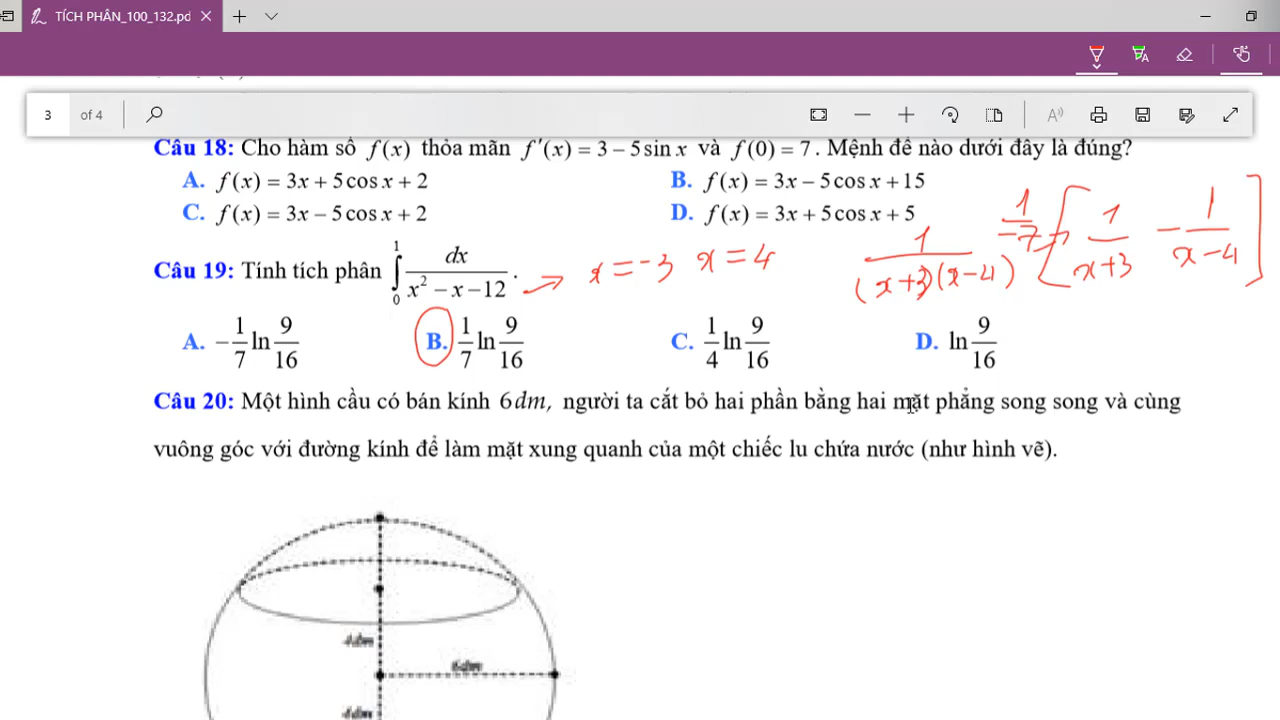 TÍCH PHÂN_100_132.pd
3 of 4
Câu 18: Cho hàm số f(x) thỏa mãn f'(x) = 3 – 5 sin x và f(0) = 7. Mệnh đề nào dưới đây là đúng?
A. f(x) = 3x + 5 cos x + 2
B. f(x) = 3x – 5 cos x + 15
C. f(x) = 3x – 5 cos x + 2
D. f(x) = 3x + 5 cos x + 5
Câu 19: Tính tích phân ∫₀¹ dx/(x² – x – 12).
→ x = -3 x = 4
1/((x+3)(x-4)) 1/-7 [1/(x+3) - 1/(x-4)]
A. –1/7 ln 9/16
B. 1/7 ln 9/16
C. 1/4 ln 9/16
D. ln 9/16
Câu 20: Một hình cầu có bán kính 6dm, người ta cắt bỏ hai phần bằng hai mặt phẳng song song và cùng
vuông góc với đường kính để làm mặt xung quanh của một chiếc lu chứa nước (như hình vẽ).
4dm
6dm
4dm